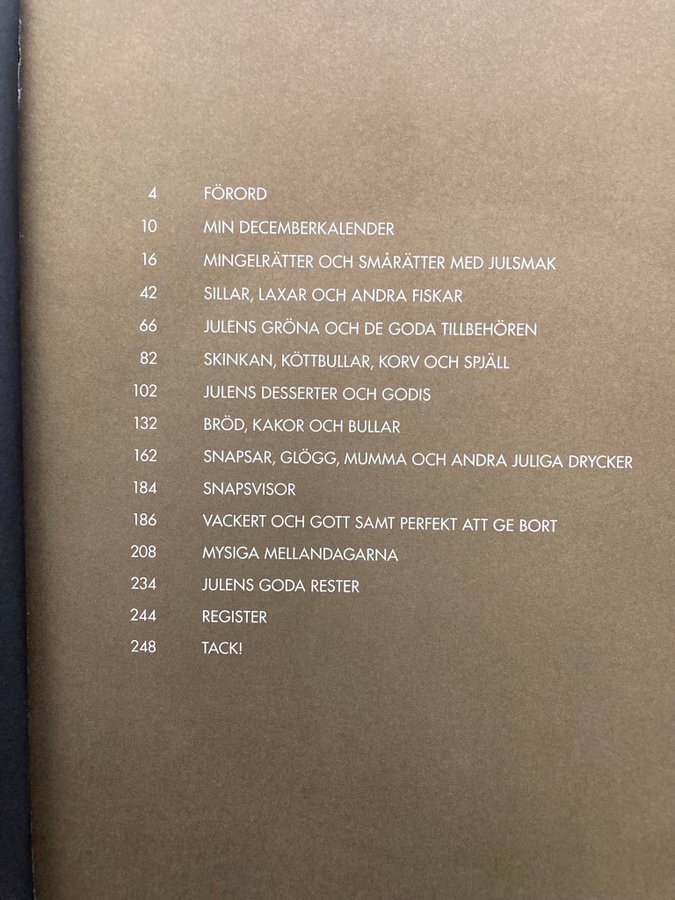 4 FÖRORD
10 MIN DECEMBERKALENDER
16 MINGELRÄTTER OCH SMÅRÄTTER MED JULSMAK
42 SILLAR, LAXAR OCH ANDRA FISKAR
66 JULENS GRÖNA OCH DE GODA TILLBEHÖREN
82 SKINKAN, KÖTTBULLAR, KORV OCH SPJÄLL
102 JULENS DESSERTER OCH GODIS
132 BRÖD, KAKOR OCH BULLAR
162 SNAPSAR, GLÖGG, MUMMA OCH ANDRA JULIGA DRYCKER
184 SNAPSVISOR
186 VACKERT OCH GOTT SAMT PERFEKT ATT GE BORT
208 MYSIGA MELLANDAGARNA
234 JULENS GODA RESTER
244 REGISTER
248 TACK!